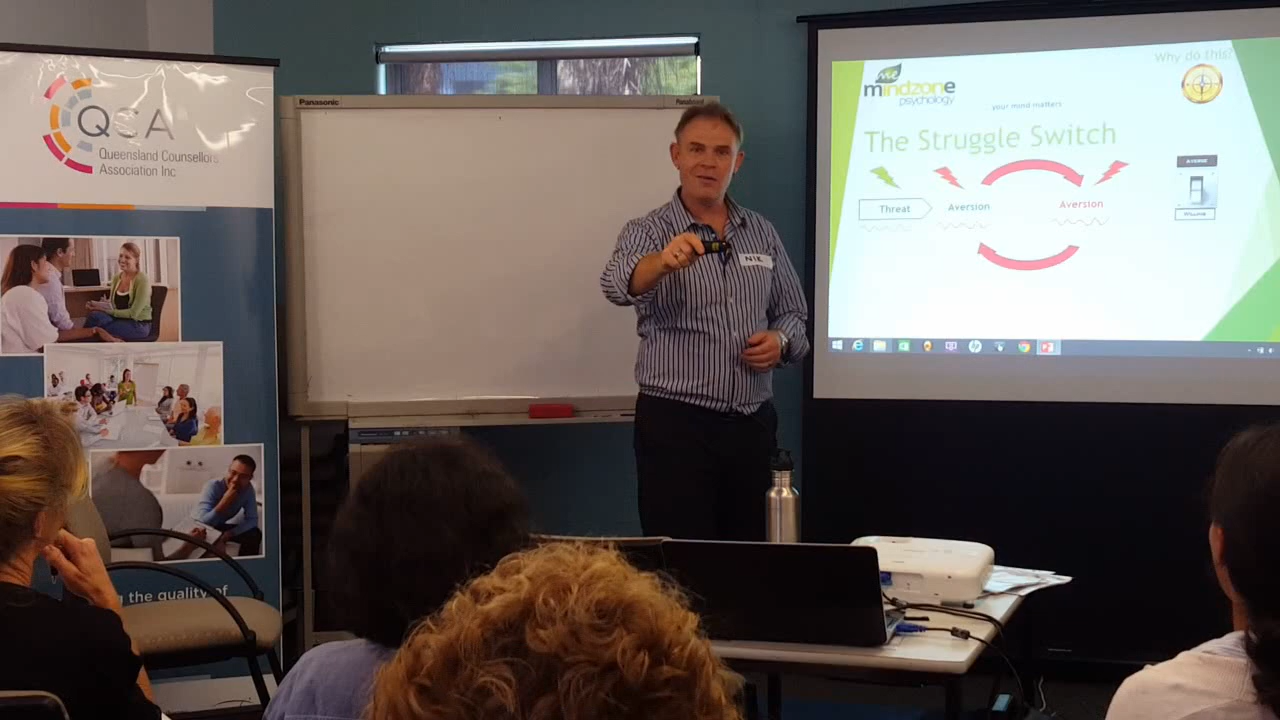 QCA
Queensland Counsellors
Association Inc
the quality of
Panasonic
NIK
Why do this?
mindzone
psychology
your mind matters
The Struggle Switch
Threat
Aversion
Aversion